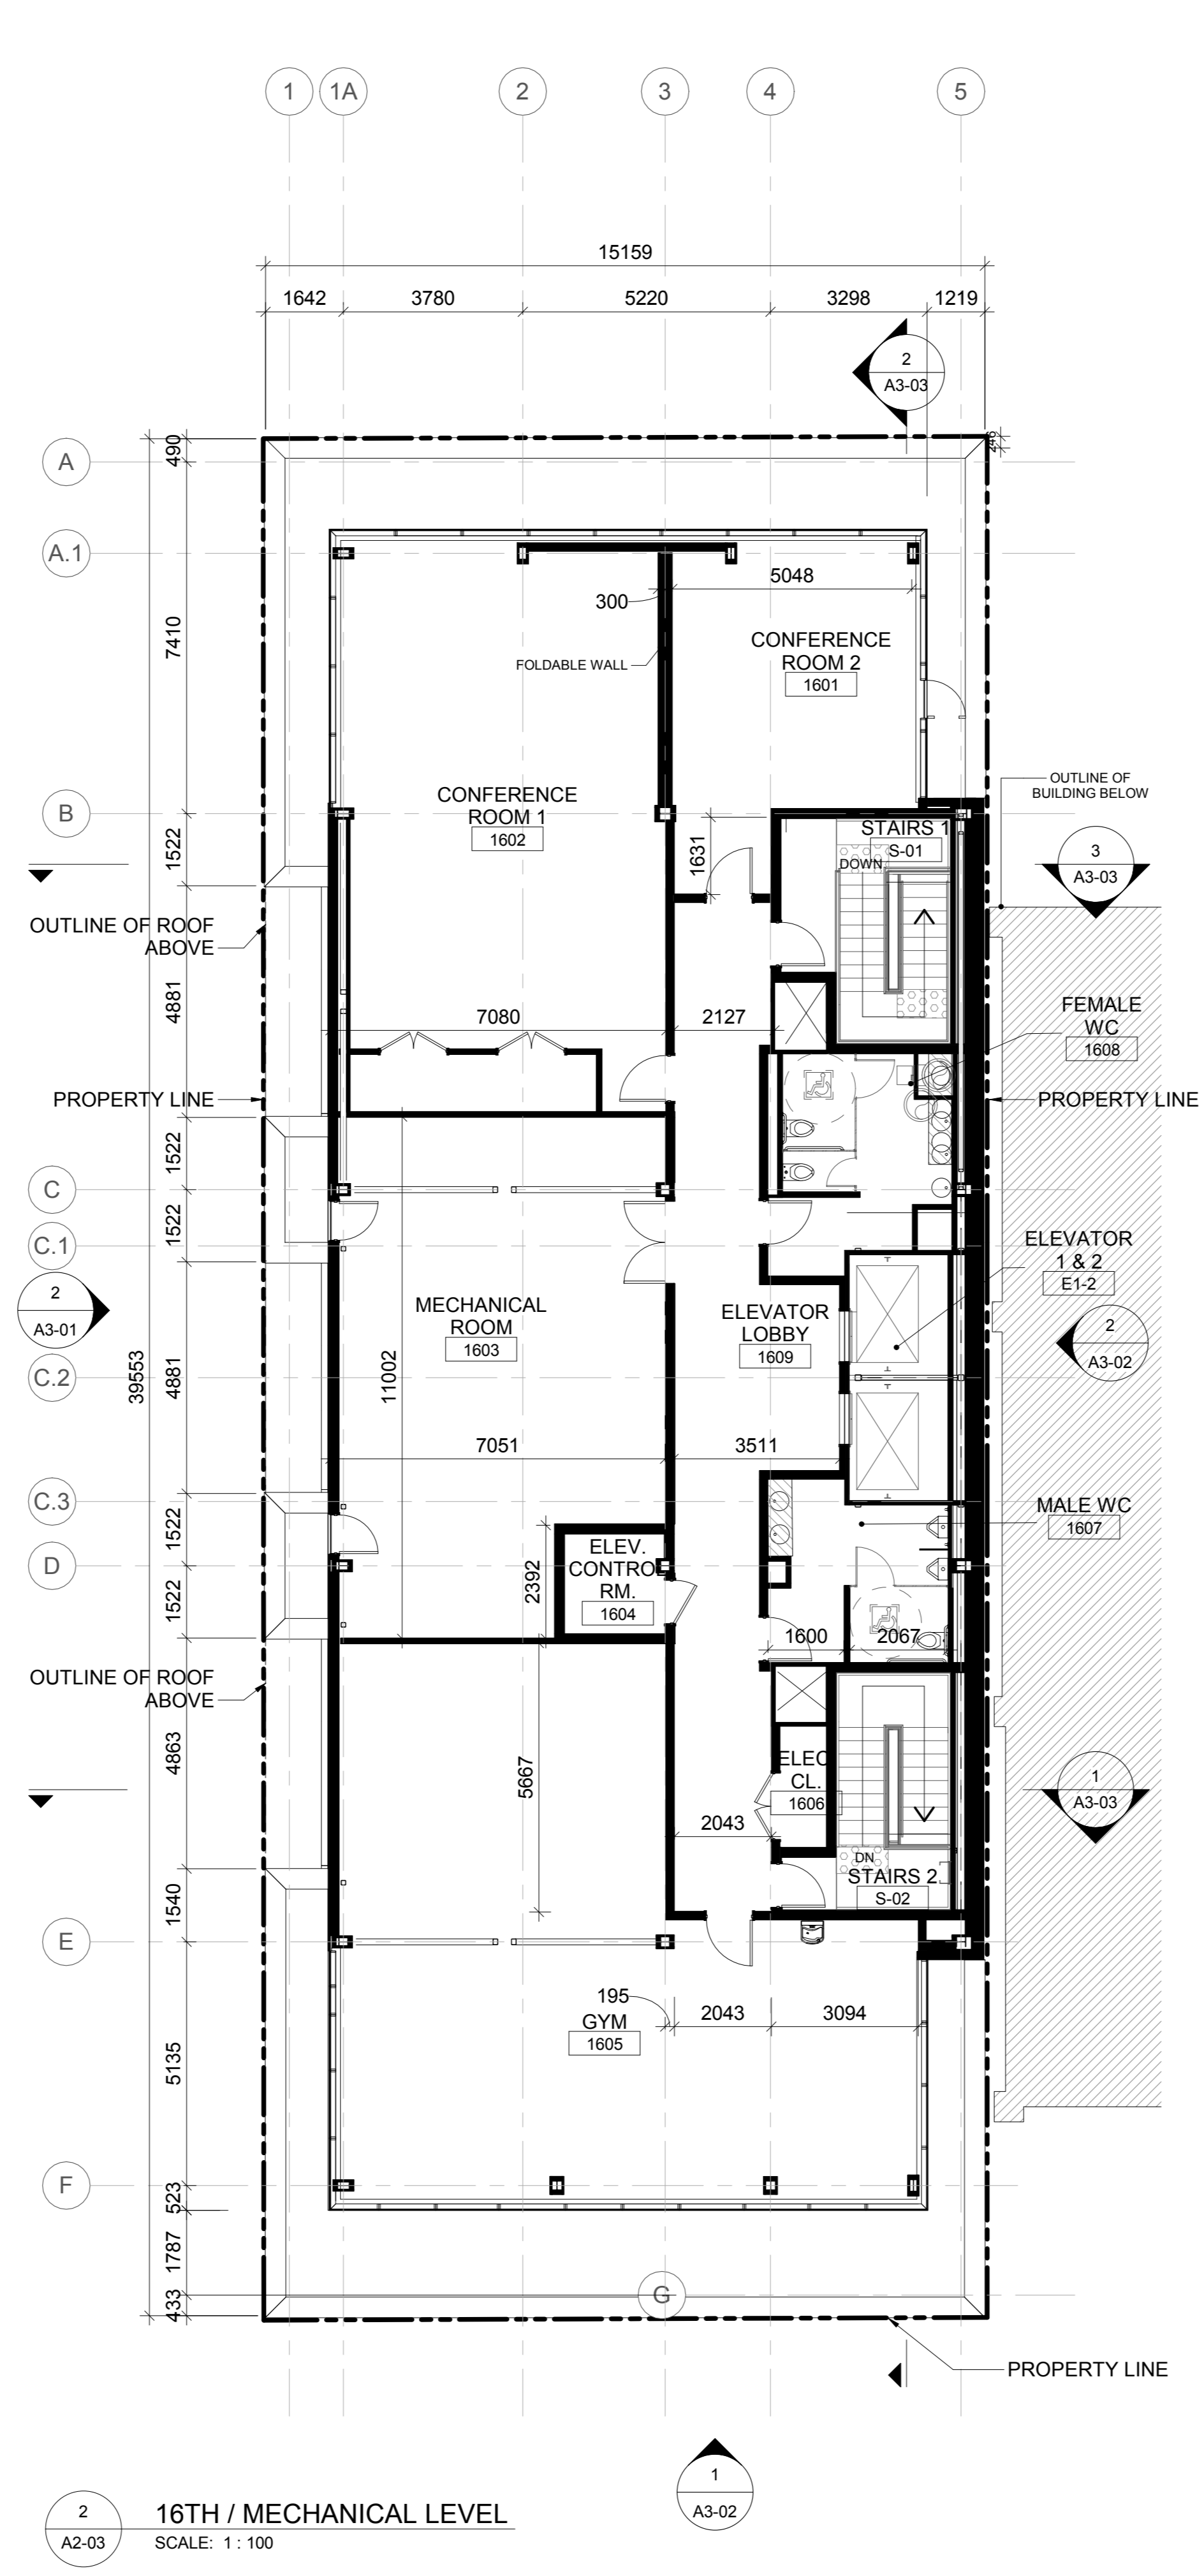 1 1A 2 3 4 5
15159
1642 3780 5220 3298 1219
2
A3-03
A
490
246
A.1
5048
300
7410
CONFERENCE
ROOM 2
1601
FOLDABLE WALL
OUTLINE OF
BUILDING BELOW
CONFERENCE
ROOM 1
1602
B
STAIRS 1
S-01
DOWN
1522
1631
3
A3-03
OUTLINE OF ROOF
ABOVE
4881
7080
2127
FEMALE
WC
1608
PROPERTY LINE
PROPERTY LINE
1522
C
1522
C.1
ELEVATOR
1 & 2
E1-2
2
A3-01
MECHANICAL
ROOM
1603
ELEVATOR
LOBBY
1609
2
A3-02
C.2
39553
4881
11002
7051
3511
C.3
1522
MALE WC
1607
D
ELEV.
CONTROL
RM.
1604
2392
1522
1600
2067
OUTLINE OF ROOF
ABOVE
4863
5667
ELEC
CL.
1606
1
A3-03
2043
DN
STAIRS 2
S-02
1540
E
195
GYM
1605
2043
3094
5135
F
523
1787
G
433
PROPERTY LINE
1
A3-02
2
A2-03
16TH / MECHANICAL LEVEL
SCALE: 1 : 100